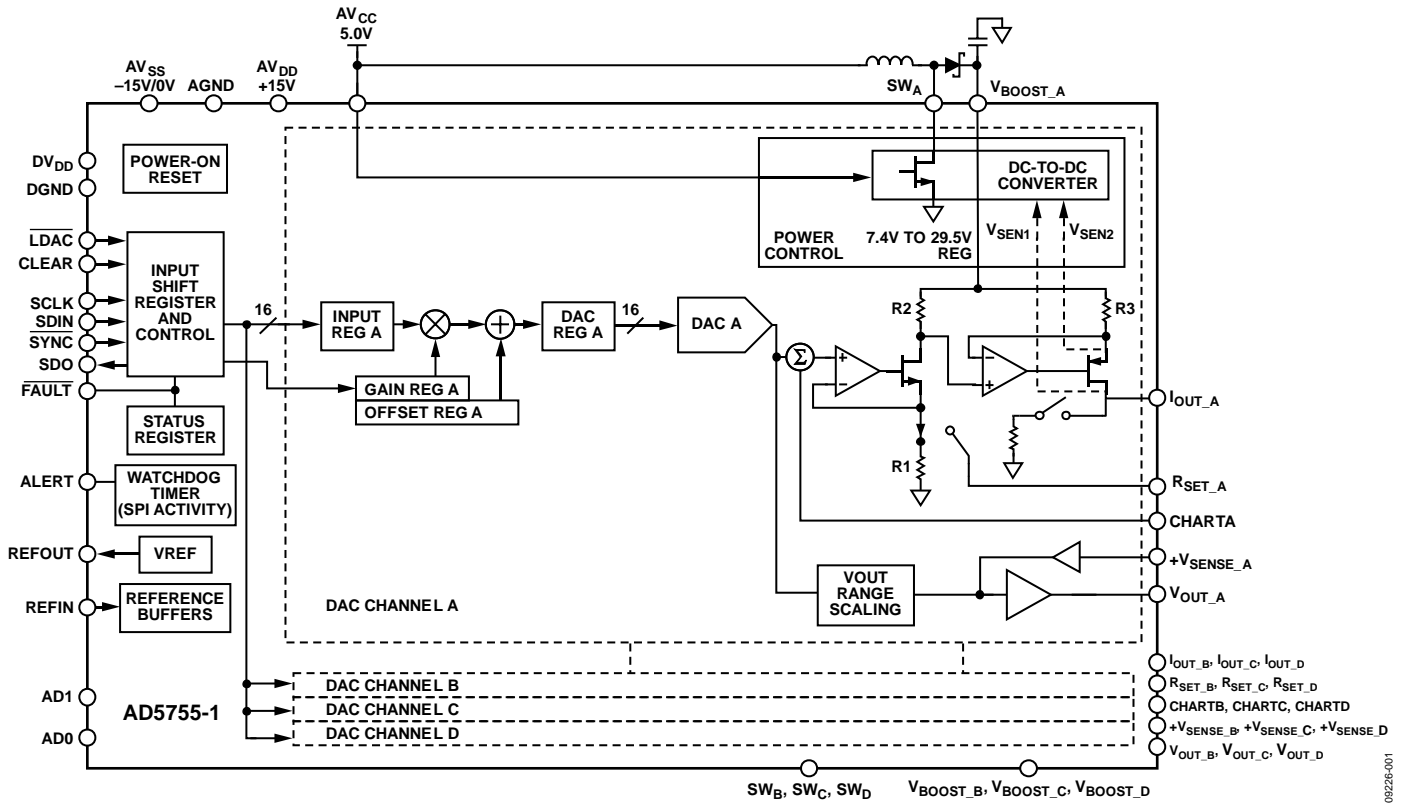 AVCC
5.0V
AVSS
–15V/0V
AGND
AVDD
+15V
SWA
VBOOST_A
DVDD
DGND
POWER-ON
RESET
LDAC
CLEAR
SCLK
SDIN
SYNC
SDO
FAULT
INPUT
SHIFT
REGISTER
AND
CONTROL
STATUS
REGISTER
ALERT
WATCHDOG
TIMER
(SPI ACTIVITY)
REFOUT
VREF
REFIN
REFERENCE
BUFFERS
AD1
AD0
AD5755-1
16
INPUT
REG A
GAIN REG A
OFFSET REG A
DAC
REG A
16
DAC A
DC-TO-DC
CONVERTER
POWER
CONTROL
7.4V TO 29.5V
REG
VSEN1
VSEN2
R2
R3
Σ
R1
VOUT
RANGE
SCALING
DAC CHANNEL A
DAC CHANNEL B
DAC CHANNEL C
DAC CHANNEL D
IOUT_A
RSET_A
CHARTA
+VSENSE_A
VOUT_A
IOUT_B, IOUT_C, IOUT_D
RSET_B, RSET_C, RSET_D
CHARTB, CHARTC, CHARTD
+VSENSE_B, +VSENSE_C, +VSENSE_D
VOUT_B, VOUT_C, VOUT_D
SWB, SWC, SWD
VBOOST_B, VBOOST_C, VBOOST_D
09226-001